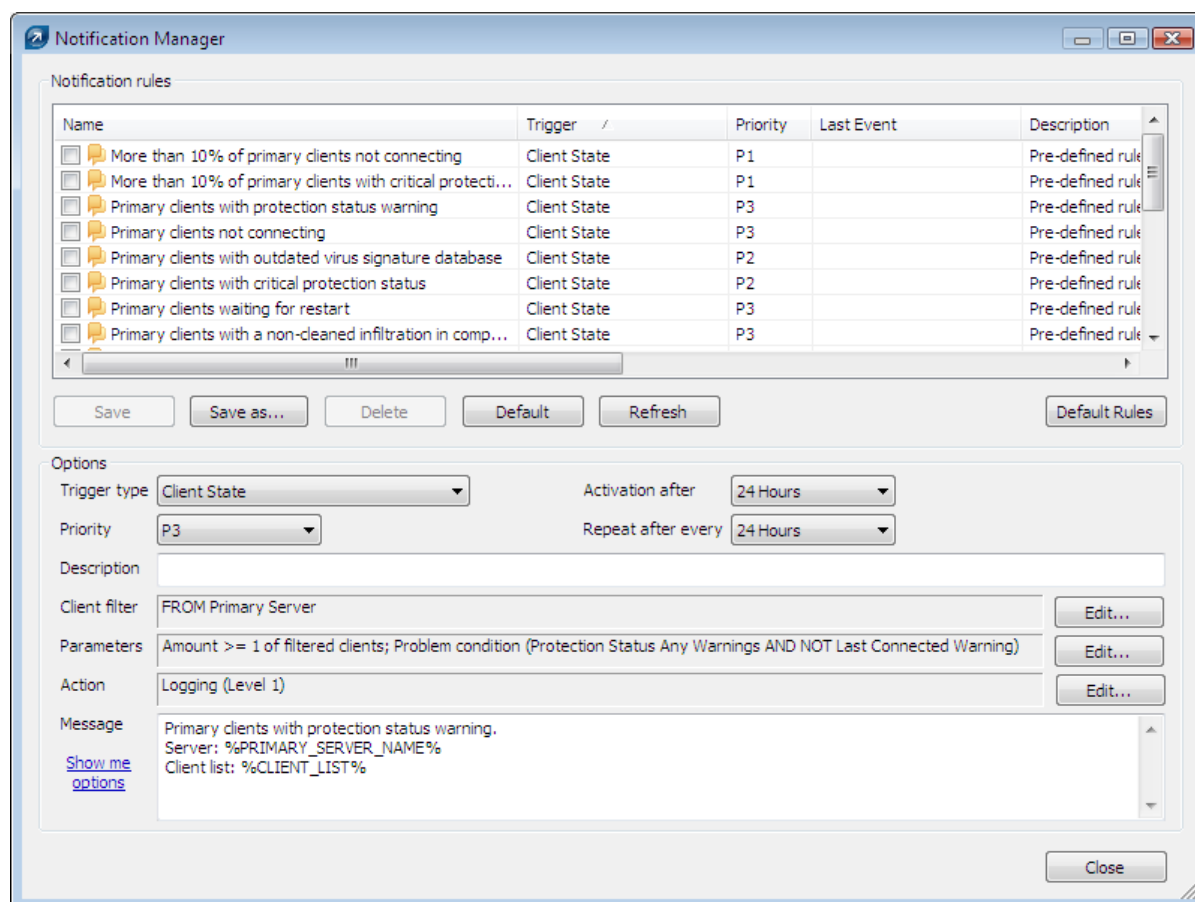 Notification Manager
Notification rules
Name Trigger Priority Last Event Description
More than 10% of primary clients not connecting Client State P1 Pre-defined rule
More than 10% of primary clients with critical protecti... Client State P1 Pre-defined rule
Primary clients with protection status warning Client State P3 Pre-defined rule
Primary clients not connecting Client State P3 Pre-defined rule
Primary clients with outdated virus signature database Client State P2 Pre-defined rule
Primary clients with critical protection status Client State P2 Pre-defined rule
Primary clients waiting for restart Client State P3 Pre-defined rule
Primary clients with a non-cleaned infiltration in comp... Client State P3 Pre-defined rule
Save Save as... Delete Default Refresh Default Rules
Options
Trigger type Client State Activation after 24 Hours
Priority P3 Repeat after every 24 Hours
Description
Client filter FROM Primary Server Edit...
Parameters Amount >= 1 of filtered clients; Problem condition (Protection Status Any Warnings AND NOT Last Connected Warning) Edit...
Action Logging (Level 1) Edit...
Message Primary clients with protection status warning.
Server: %PRIMARY_SERVER_NAME%
Show me Client list: %CLIENT_LIST%
options
Close